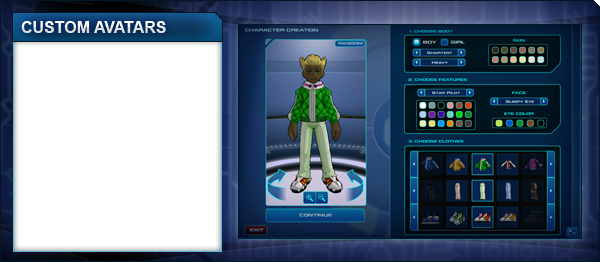 CUSTOM AVATARS
CHARACTER CREATION
RANDOM
CONTINUE
EXIT
1. CHOOSE BODY
BOY GIRL
SHORTEST
HEAVY
SKIN
2. CHOOSE FEATURES
STAR PILOT
FACE
SLEEPY EYE
EYE COLOR
3. CHOOSE CLOTHES